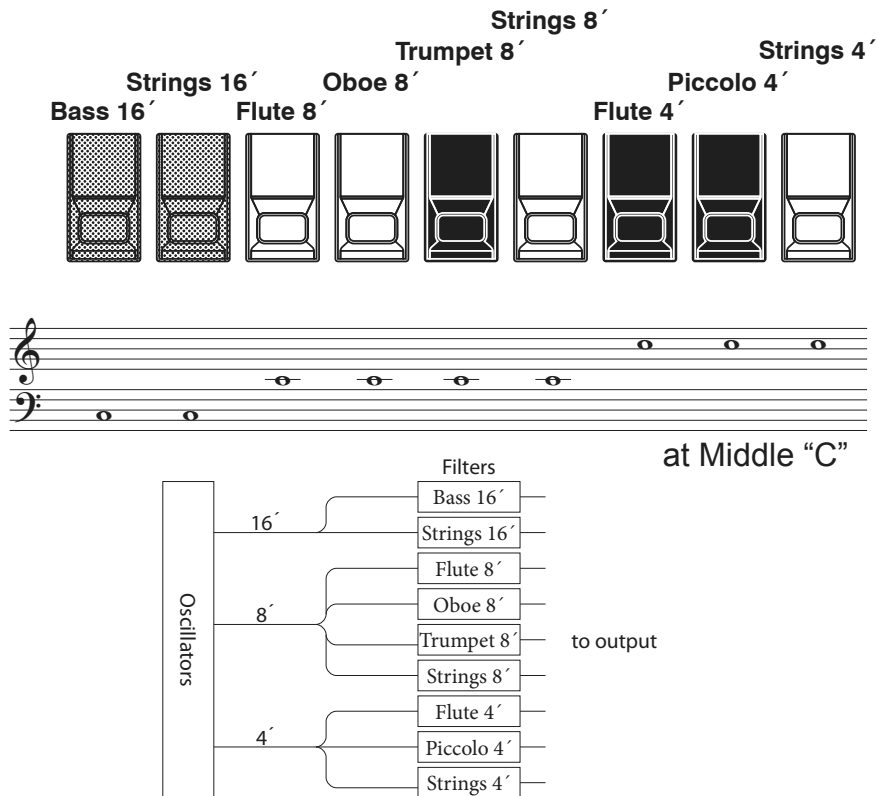 Strings 8´
Trumpet 8´ Strings 4´
Strings 16´ Oboe 8´ Piccolo 4´
Bass 16´ Flute 8´ Flute 4´
at Middle “C”
Filters
Bass 16´
16´
Strings 16´
Flute 8´
Oboe 8´
8´
Oscillators
Trumpet 8´ to output
Strings 8´
Flute 4´
4´
Piccolo 4´
Strings 4´